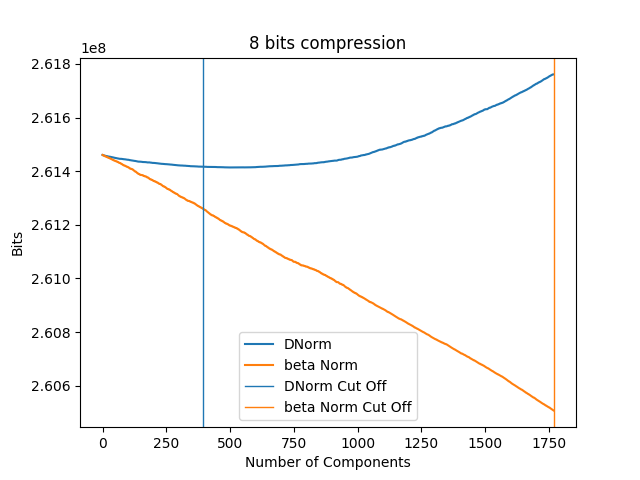 8 bits compression
1e8
2.618
2.616
2.614
2.612
2.610
2.608
2.606
Bits
DNorm
beta Norm
DNorm Cut Off
beta Norm Cut Off
0 250 500 750 1000 1250 1500 1750
Number of Components